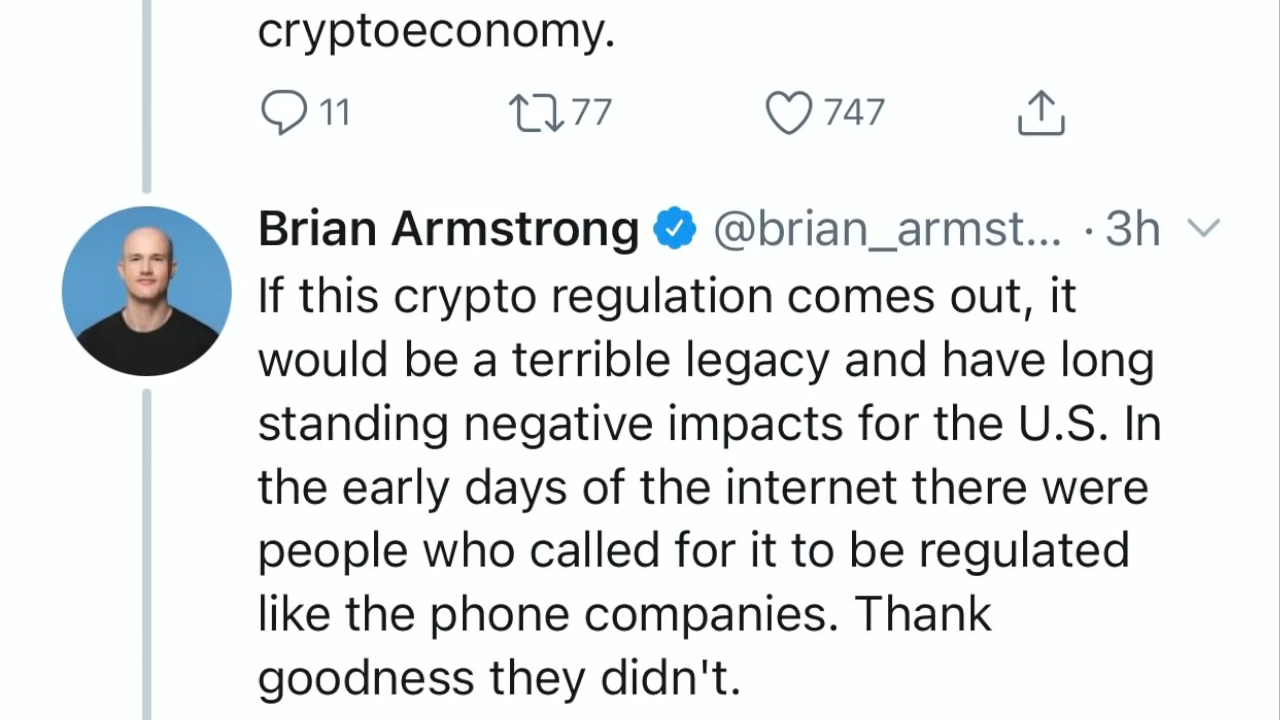 cryptoeconomy.
11 77 747
Brian Armstrong @brian_armst... · 3h
If this crypto regulation comes out, it
would be a terrible legacy and have long
standing negative impacts for the U.S. In
the early days of the internet there were
people who called for it to be regulated
like the phone companies. Thank
goodness they didn't.